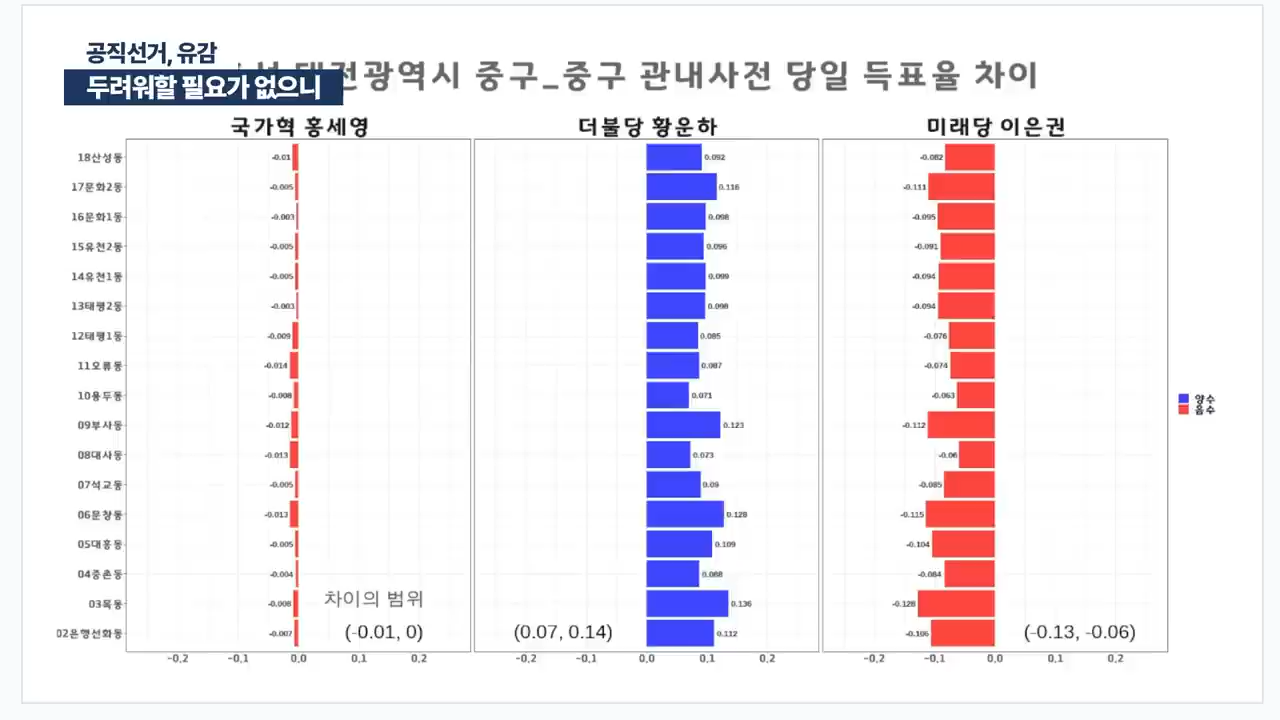 공직선거, 유감
두려워할 필요가 없으니
대전광역시 중구_중구 관내사전 당일 득표율 차이
국가혁 홍세영 더불당 황운하 미래당 이은권
18산성동 -0.01 0.092 -0.082
17문화2동 -0.005 0.116 -0.111
16문화1동 -0.003 0.098 -0.095
15유천2동 -0.005 0.096 -0.091
14유천1동 -0.005 0.099 -0.094
13태평2동 -0.003 0.098 -0.094
12태평1동 -0.009 0.085 -0.076
11오류동 -0.014 0.087 -0.074
10용두동 -0.008 0.071 -0.063
양수
음수
09부사동 -0.012 0.123 -0.112
08대사동 -0.013 0.073 -0.06
07석교동 -0.005 0.09 -0.085
06문창동 -0.013 0.128 -0.115
05대흥동 -0.005 0.109 -0.104
04중촌동 -0.004 0.088 -0.084
03목동 -0.008 0.136 -0.128
차이의 범위
02은행선화동 -0.007 0.112 -0.106
(-0.01, 0) (0.07, 0.14) (-0.13, -0.06)
-0.2 -0.1 0.0 0.1 0.2 -0.2 -0.1 0.0 0.1 0.2 -0.2 -0.1 0.0 0.1 0.2